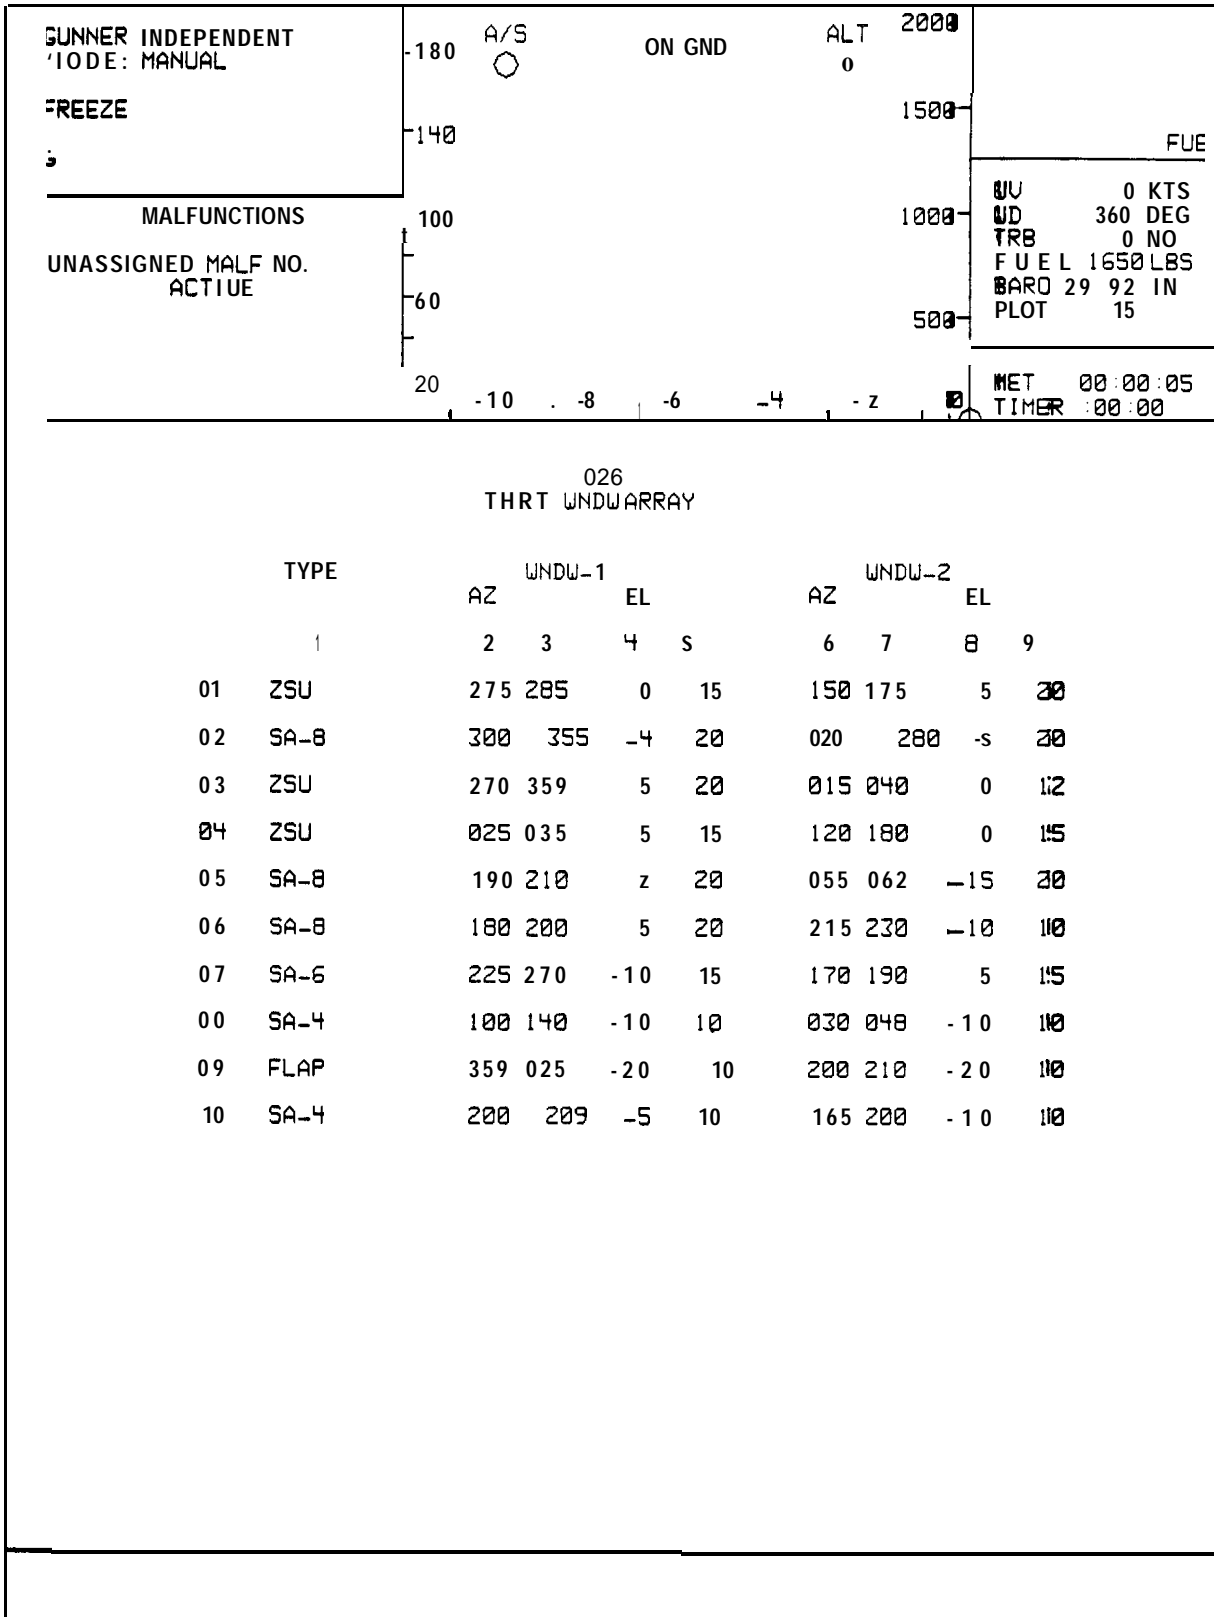 GUNNER INDEPENDENT
MODE: MANUAL
FREEZE
MALFUNCTIONS
UNASSIGNED MALF NO.
ACTIUE
-180
-140
100
60
20
A/S
ON GND
ALT
o
2000
1500
1000
500
-10 . -8 -6 -4 - z 0
FUE
WV 0 KTS
WD 360 DEG
TRB 0 NO
FUEL 1650 LBS
BARO 29 92 IN
PLOT 15
MET 00:00:05
TIMER :00:00
026
THRT WNDW ARRAY
TYPE WNDW-1 WNDW-2
AZ EL AZ EL
1 2 3 4 S 6 7 8 9
01 ZSU 275 285 0 15 150 175 5 30
02 SA-8 300 355 -4 20 020 280 -s 20
03 ZSU 270 359 5 20 015 040 0 12
04 ZSU 025 035 5 15 120 180 0 15
05 SA-8 190 210 z 20 055 062 -15 20
06 SA-8 180 200 5 20 215 230 -10 10
07 SA-6 225 270 -10 15 170 190 5 15
00 SA-4 100 140 -10 10 030 048 -10 10
09 FLAP 359 025 -20 10 200 210 -20 10
10 SA-4 200 209 -5 10 165 200 -10 10